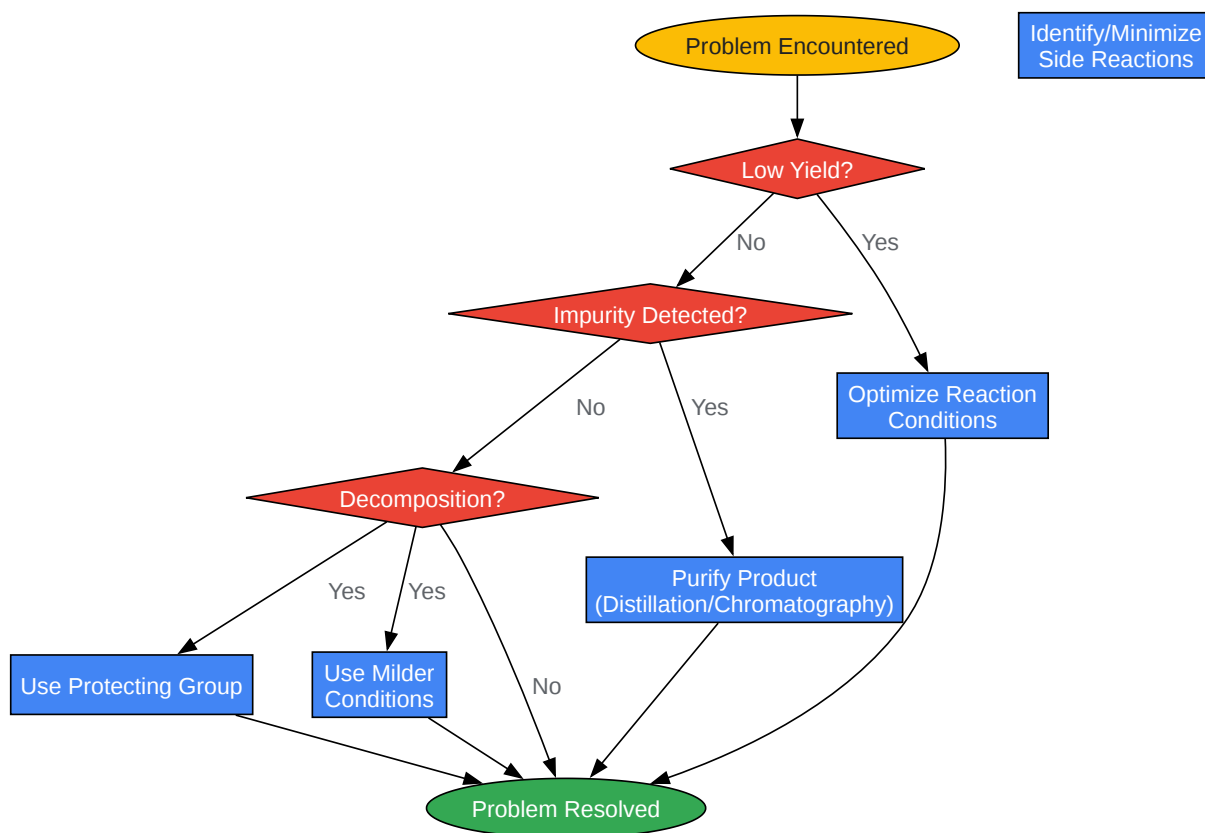 Problem Encountered
Identify/Minimize
Side Reactions
Low Yield?
No
Yes
Impurity Detected?
Optimize Reaction
Conditions
No
Yes
Decomposition?
Purify Product
(Distillation/Chromatography)
Yes
Yes
Use Protecting Group
Use Milder
Conditions
No
Problem Resolved